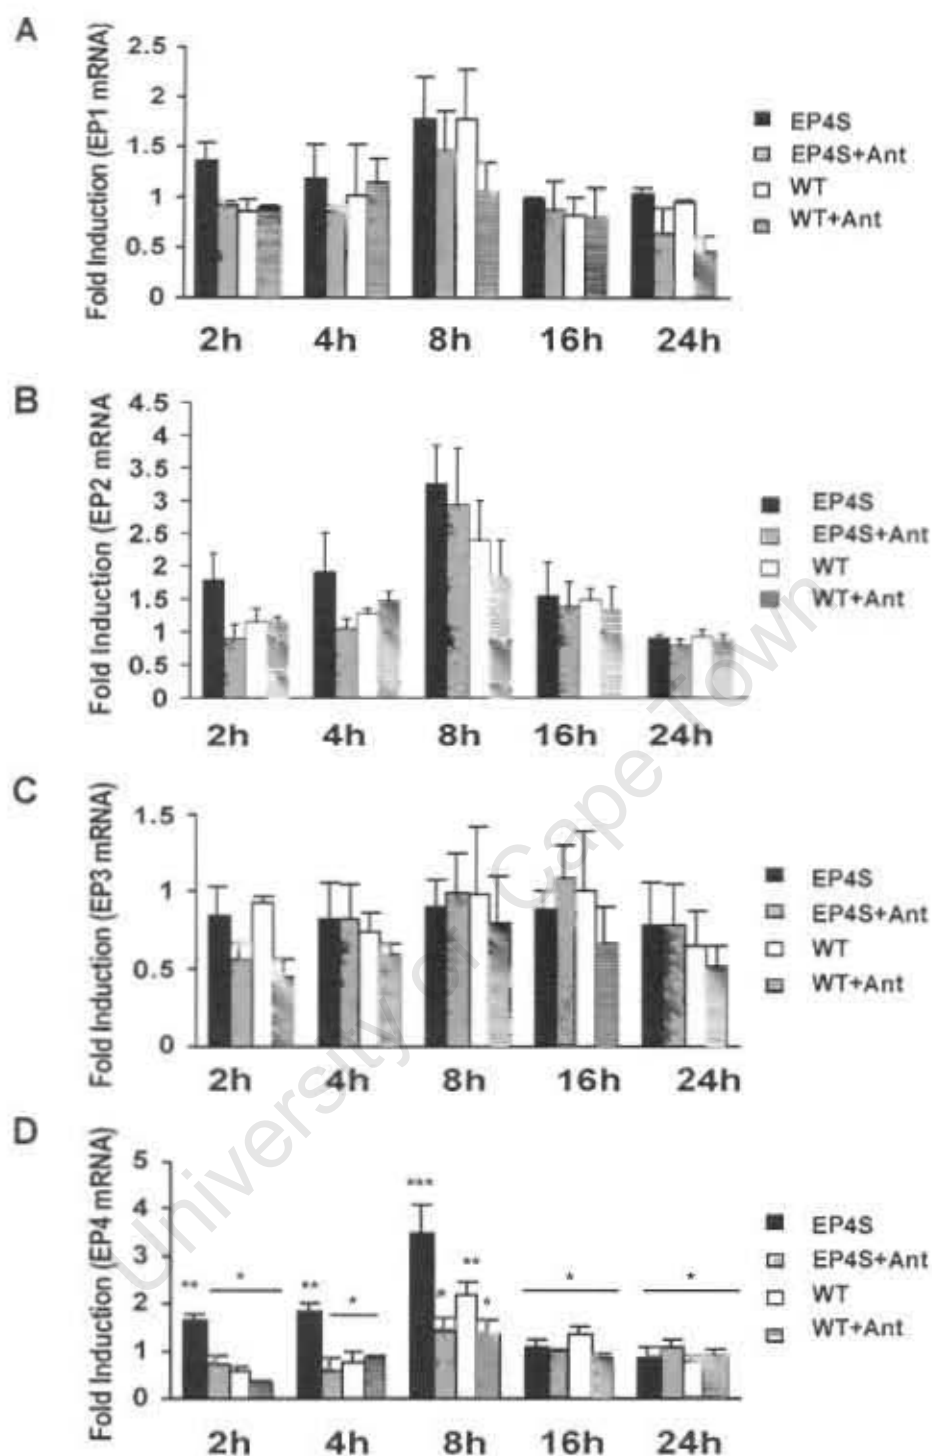 A
Fold Induction (EP1 mRNA)
2.5
2
1.5
1
0.5
0
2h 4h 8h 16h 24h
EP4S
EP4S+Ant
WT
WT+Ant
B
Fold Induction (EP2 mRNA
4.5
4
3.5
3
2.5
2
1.5
1
0.5
0
2h 4h 8h 16h 24h
EP4S
EP4S+Ant
WT
WT+Ant
C
Fold Induction (EP3 mRNA)
1.5
1
0.5
0
2h 4h 8h 16h 24h
EP4S
EP4S+Ant
WT
WT+Ant
D
Fold Induction (EP4 mRNA)
5
4
3
2
1
0
** * ** * *** * ** * * *
2h 4h 8h 16h 24h
EP4S
EP4S+Ant
WT
WT+Ant
University of Cape Town